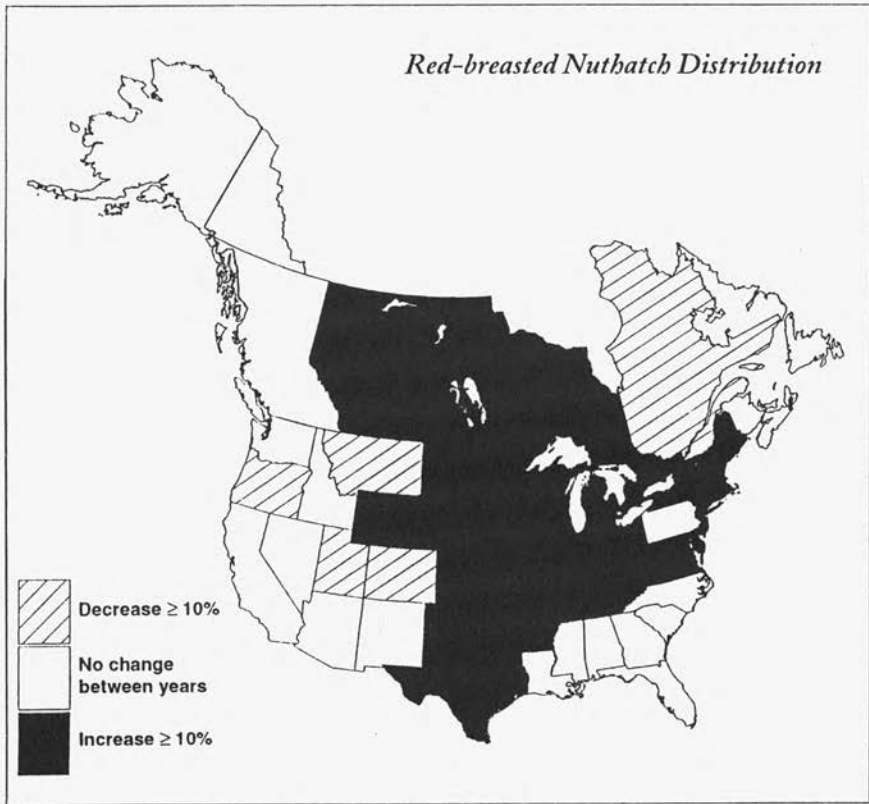 Red-breasted Nuthatch Distribution
Decrease ≥ 10%
No change
between years
Increase ≥ 10%